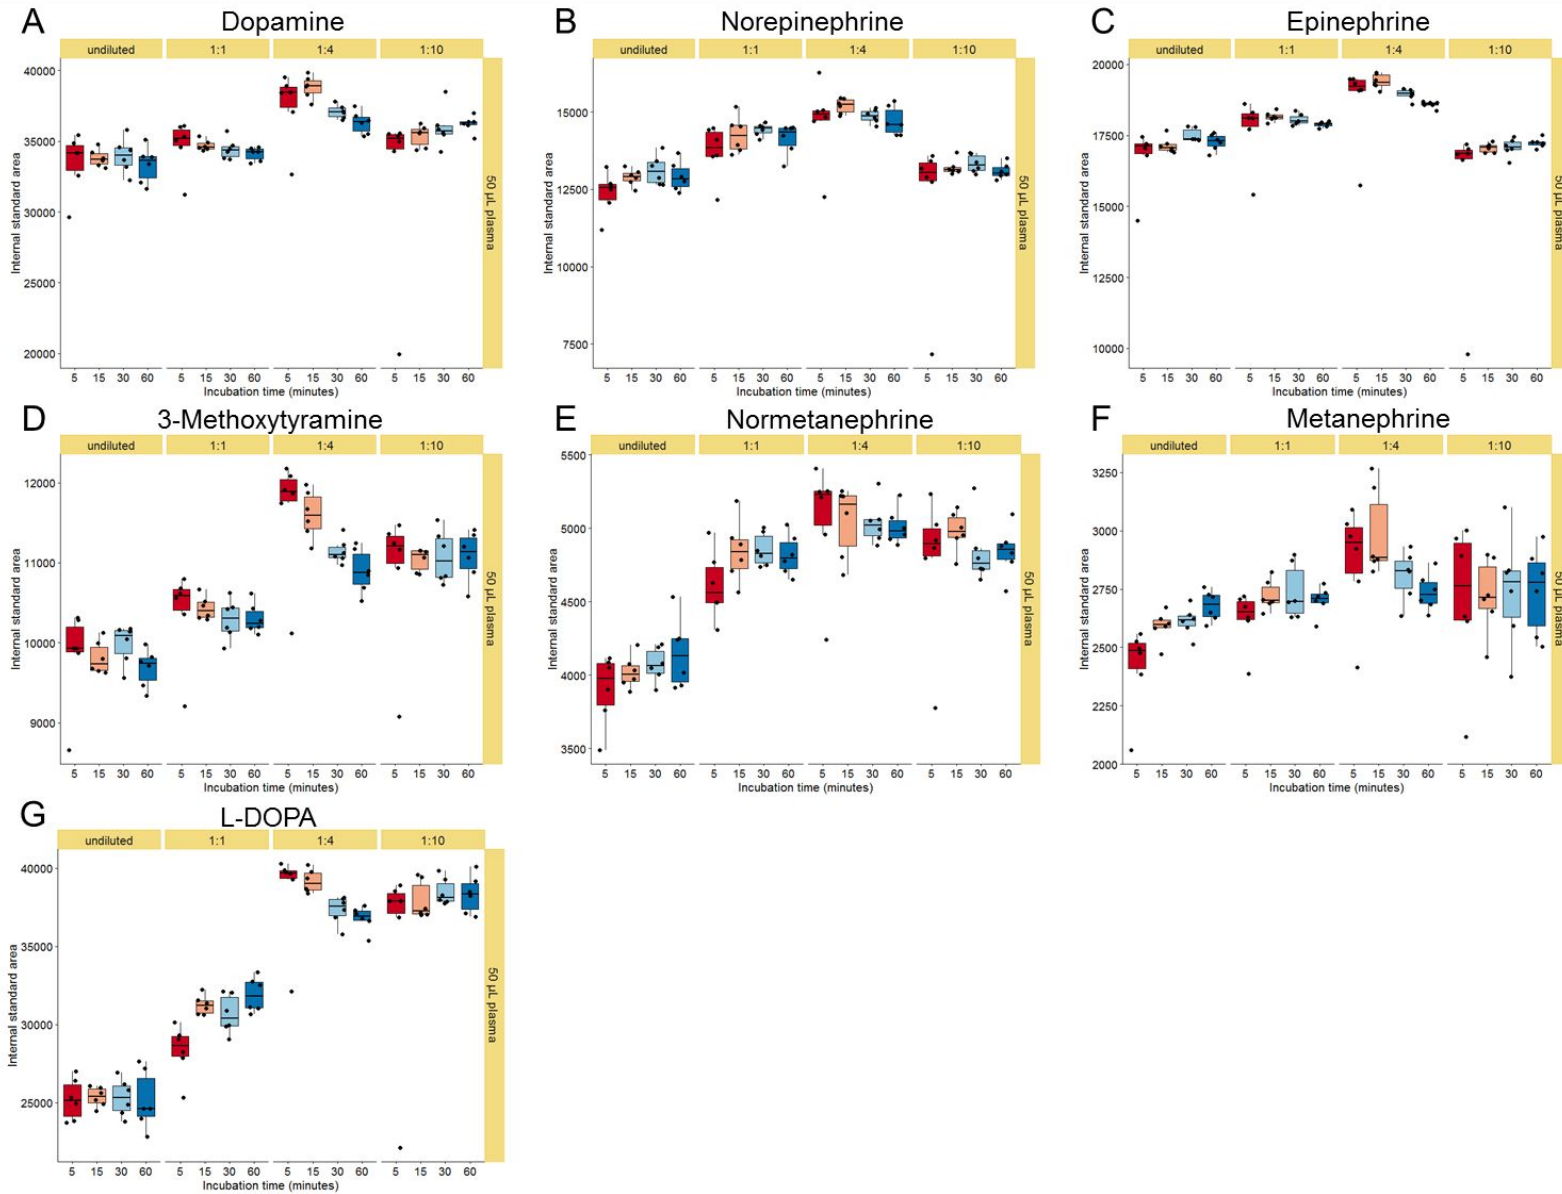 A Dopamine
undiluted 1:1 1:4 1:10
40000
35000
30000
25000
20000
Internal standard area
50 µL plasma
5 15 30 60 5 15 30 60 5 15 30 60 5 15 30 60
Incubation time (minutes)
B Norepinephrine
undiluted 1:1 1:4 1:10
15000
12500
10000
7500
Internal standard area
50 µL plasma
5 15 30 60 5 15 30 60 5 15 30 60 5 15 30 60
Incubation time (minutes)
C Epinephrine
undiluted 1:1 1:4 1:10
20000
17500
15000
12500
10000
Internal standard area
50 µL plasma
5 15 30 60 5 15 30 60 5 15 30 60 5 15 30 60
Incubation time (minutes)
D 3-Methoxytyramine
undiluted 1:1 1:4 1:10
12000
11000
10000
9000
Internal standard area
50 µL plasma
5 15 30 60 5 15 30 60 5 15 30 60 5 15 30 60
Incubation time (minutes)
E Normetanephrine
undiluted 1:1 1:4 1:10
5500
5000
4500
4000
3500
Internal standard area
50 µL plasma
5 15 30 60 5 15 30 60 5 15 30 60 5 15 30 60
Incubation time (minutes)
F Metanephrine
undiluted 1:1 1:4 1:10
3250
3000
2750
2500
2250
2000
Internal standard area
50 µL plasma
5 15 30 60 5 15 30 60 5 15 30 60 5 15 30 60
Incubation time (minutes)
G L-DOPA
undiluted 1:1 1:4 1:10
40000
35000
30000
25000
Internal standard area
50 µL plasma
5 15 30 60 5 15 30 60 5 15 30 60 5 15 30 60
Incubation time (minutes)